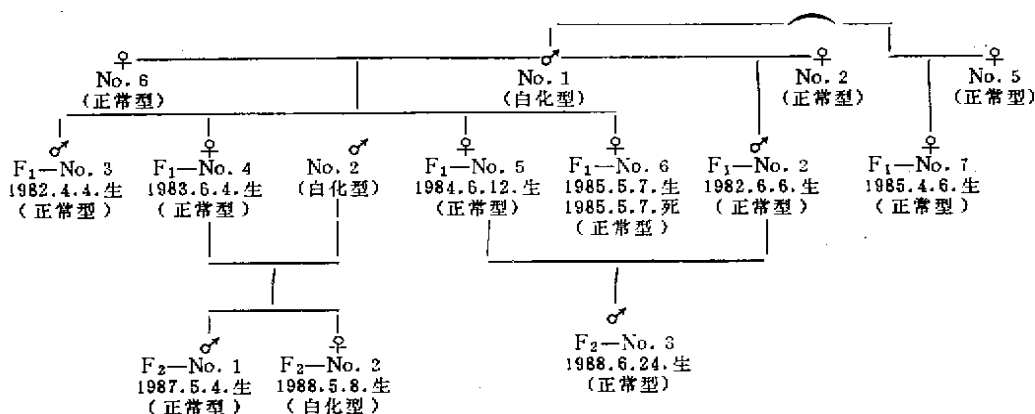 ♀ ♂ ♀ ♀
No. 6 No. 1 No. 2 No. 5
(正常型) (白化型) (正常型) (正常型)
♂ ♀ ♂ ♀ ♀ ♂ ♀
F₁—No. 3 F₁—No. 4 No. 2 F₁—No. 5 F₁—No. 6 F₁—No. 2 F₁—No. 7
1982.4.4.生 1983.6.4.生 (白化型) 1984.6.12.生 1985.5.7.生 1982.6.6.生 1985.4.6.生
(正常型) (正常型) (正常型) 1985.5.7.死 (正常型) (正常型)
(正常型)
♂ ♀ ♂
F₂—No. 1 F₂—No. 2 F₂—No. 3
1987.5.4.生 1988.5.8.生 1988.6.24.生
(正常型) (白化型) (正常型)